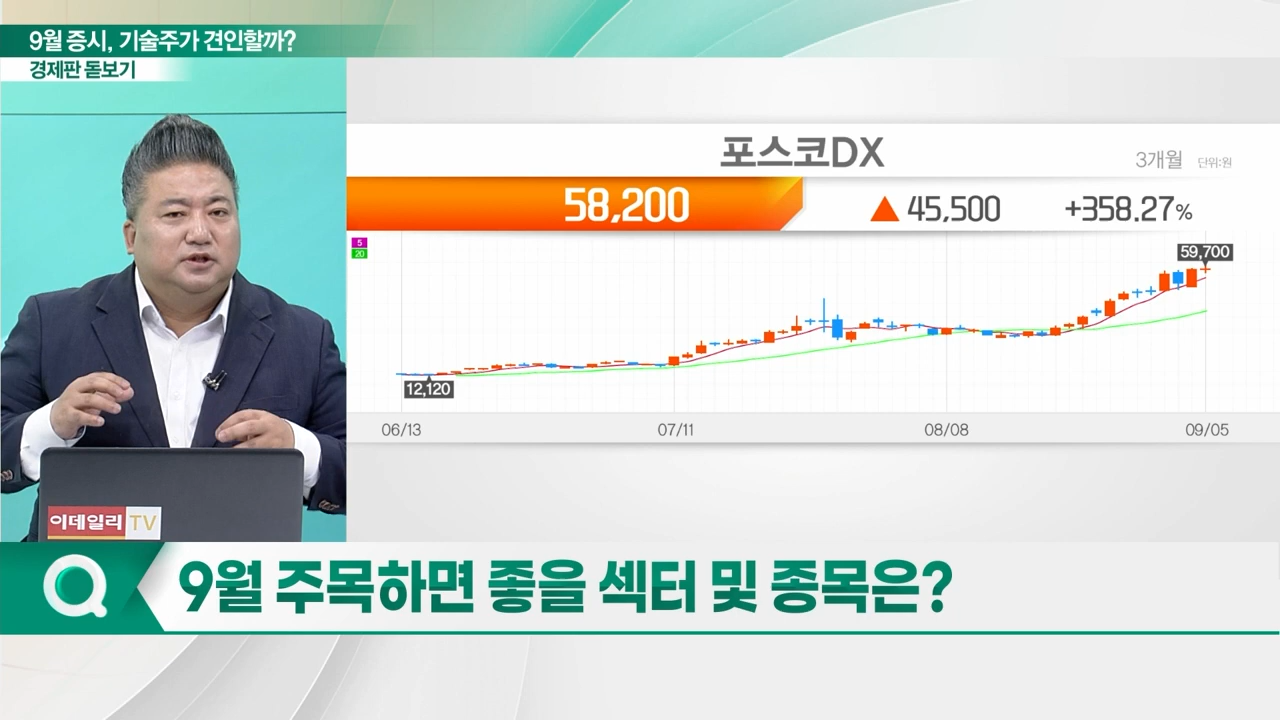 9월 증시, 기술주가 견인할까?
경제판 돋보기
포스코DX
3개월 단위:원
58,200 ▲ 45,500 +358.27%
5
20
59,700
12,120
06/13 07/11 08/08 09/05
이데일리 TV
Q 9월 주목하면 좋을 섹터 및 종목은?